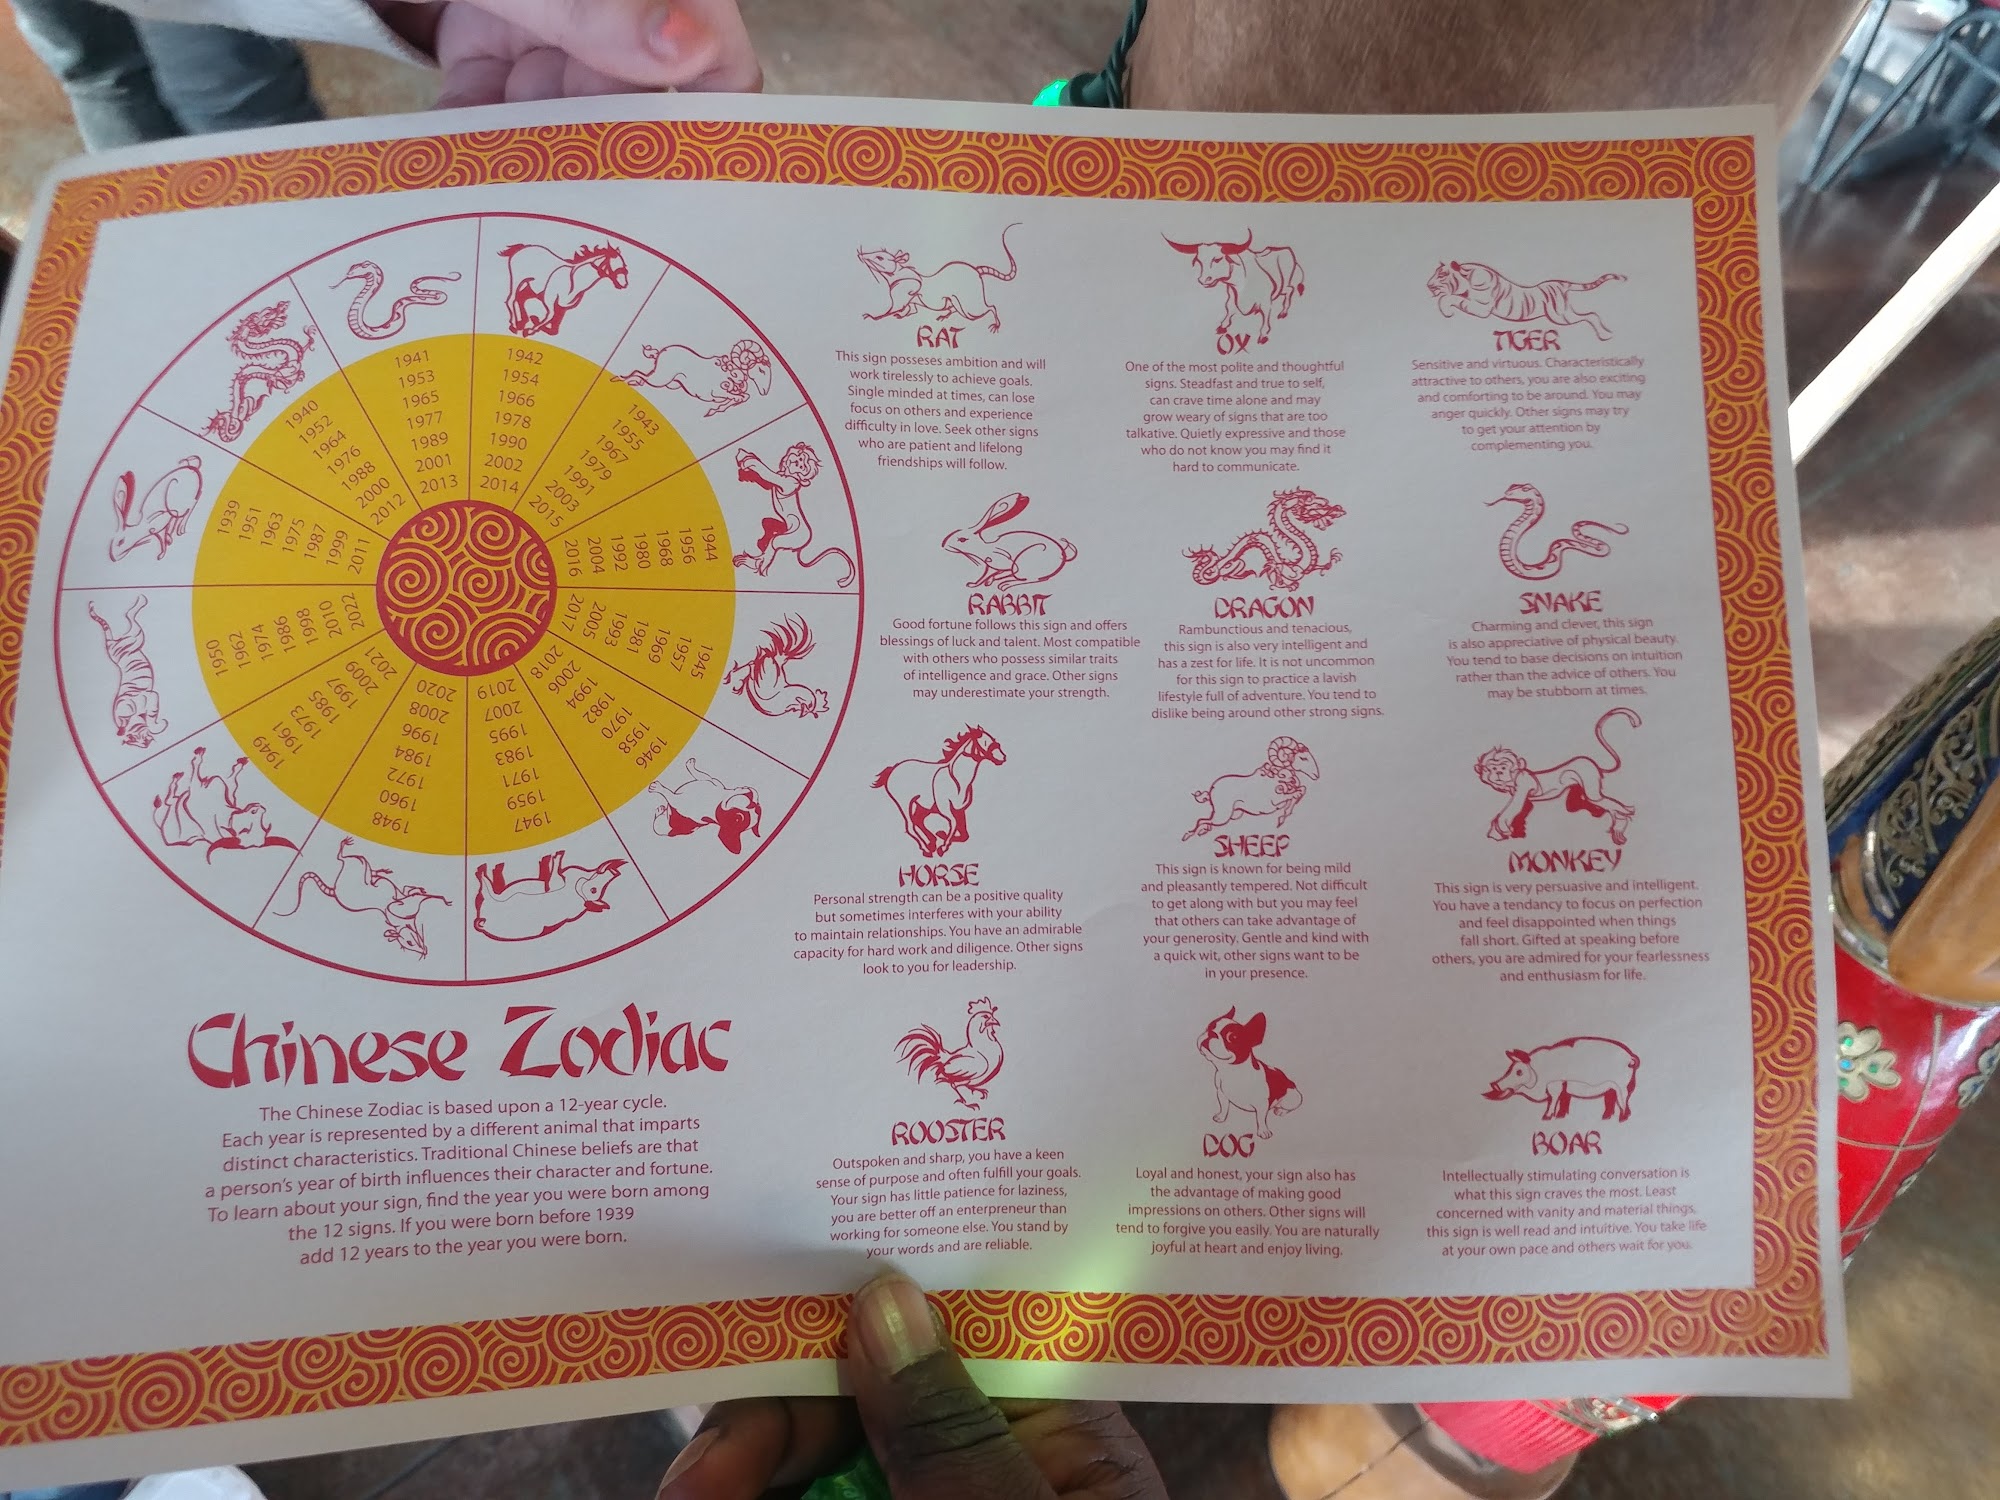 1941
1953
1965
1977
1989
2001
2013
1942
1954
1966
1978
1990
2002
2014
1943
1955
1967
1979
1991
2003
2015
1944
1956
1968
1980
1992
2004
2016
1945
1957
1969
1981
1993
2005
2017
1946
1958
1970
1982
1994
2006
2018
1947
1959
1971
1983
1995
2007
2019
1948
1960
1972
1984
1996
2008
2020
1949
1961
1973
1985
1997
2009
2021
1950
1962
1974
1986
1998
2010
2022
1939
1951
1963
1975
1987
1999
2011
1940
1952
1964
1976
1988
2000
2012
Chinese Zodiac
The Chinese Zodiac is based upon a 12-year cycle.
Each year is represented by a different animal that imparts
distinct characteristics. Traditional Chinese beliefs are that
a person's year of birth influences their character and fortune.
To learn about your sign, find the year you were born among
the 12 signs. If you were born before 1939
add 12 years to the year you were born.
RAT
This sign posseses ambition and will
work tirelessly to achieve goals.
Single minded at times, can lose
focus on others and experience
difficulty in love. Seek other signs
who are patient and lifelong
friendships will follow.
OX
One of the most polite and thoughtful
signs. Steadfast and true to self,
can crave time alone and may
grow weary of signs that are too
talkative. Quietly expressive and those
who do not know you may find it
hard to communicate.
TIGER
Sensitive and virtuous. Characteristically
attractive to others, you are also exciting
and comforting to be around. You may
anger quickly. Other signs may try
to get your attention by
complementing you.
RABBIT
Good fortune follows this sign and offers
blessings of luck and talent. Most compatible
with others who possess similar traits
of intelligence and grace. Other signs
may underestimate your strength.
DRAGON
Rambunctious and tenacious,
this sign is also very intelligent and
has a zest for life. It is not uncommon
for this sign to practice a lavish
lifestyle full of adventure. You tend to
dislike being around other strong signs.
SNAKE
Charming and clever, this sign
is also appreciative of physical beauty.
You tend to base decisions on intuition
rather than the advice of others. You
may be stubborn at times.
HORSE
Personal strength can be a positive quality
but sometimes interferes with your ability
to maintain relationships. You have an admirable
capacity for hard work and diligence. Other signs
look to you for leadership.
SHEEP
This sign is known for being mild
and pleasantly tempered. Not difficult
to get along with but you may feel
that others can take advantage of
your generosity. Gentle and kind with
a quick wit, other signs want to be
in your presence.
MONKEY
This sign is very persuasive and intelligent.
You have a tendency to focus on perfection
and feel disappointed when things
fall short. Gifted at speaking before
others, you are admired for your fearlessness
and enthusiasm for life.
ROOSTER
Outspoken and sharp, you have a keen
sense of purpose and often fulfill your goals.
Your sign has little patience for laziness,
you are better off an enterpreneur than
working for someone else. You stand by
your words and are reliable.
DOG
Loyal and honest, your sign also has
the advantage of making good
impressions on others. Other signs will
tend to forgive you easily. You are naturally
joyful at heart and enjoy living.
BOAR
Intellectually stimulating conversation is
what this sign craves the most. Least
concerned with vanity and material things,
this sign is well read and intuitive. You take life
at your own pace and others wait for you.